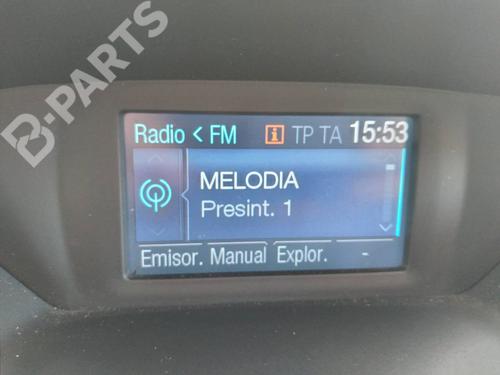 B-PARTS
Radio < FM i TP TA 15:53
MELODIA
Presint. 1
Emisor. Manual Explor. -